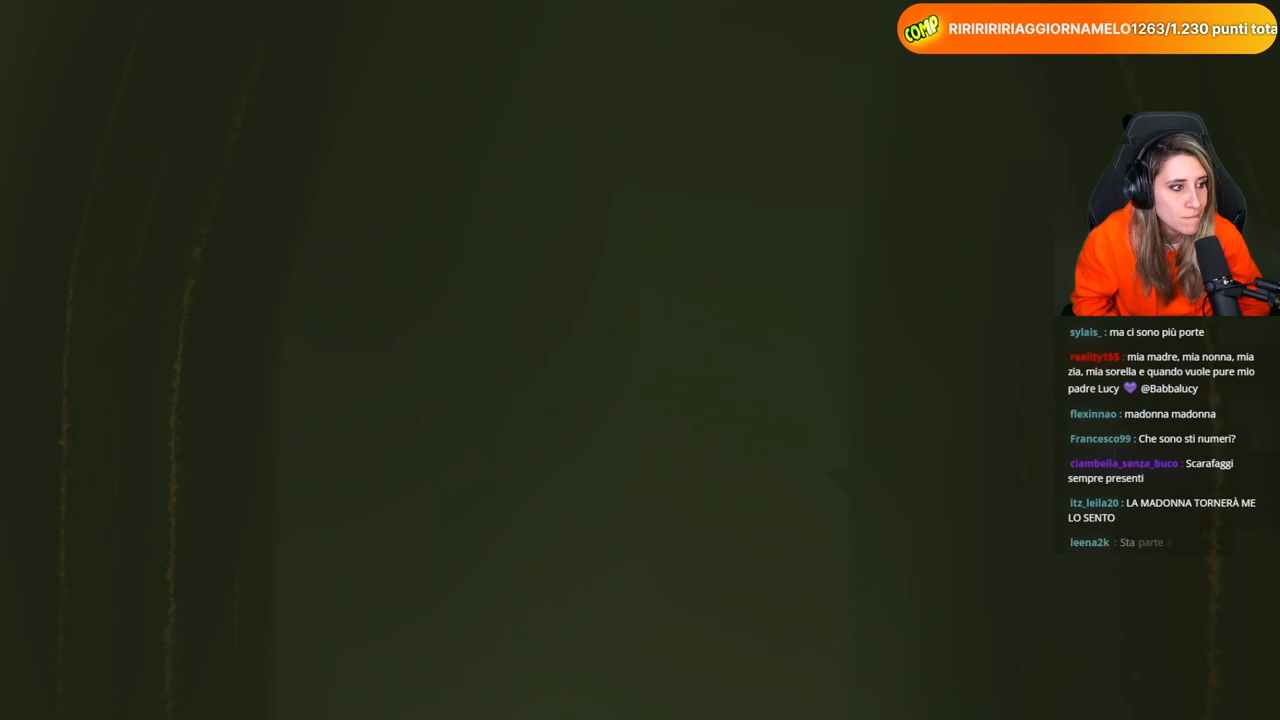 COMP RIRIRIRIRIAGGIORNAMELO1263/1.230 punti tota
sylais_ : ma ci sono più porte
reality155 : mia madre, mia nonna, mia
zia, mia sorella e quando vuole pure mio
padre Lucy 💜 @Babbalucy
flexinnao : madonna madonna
Francesco99 : Che sono sti numeri?
ciambella_senza_buco : Scarafaggi
sempre presenti
itz_leila20 : LA MADONNA TORNERÀ ME
LO SENTO
leena2k : Sta parte